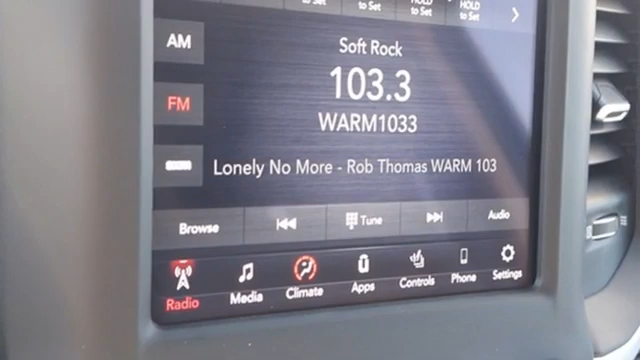 to Set
to Set
HOLD
to Set
HOLD
to Set
AM
Soft Rock
FM
103.3
WARM1033
Lonely No More - Rob Thomas WARM 103
Browse
Tune
Audio
Radio
Media
Climate
Apps
Controls
Phone
Settings